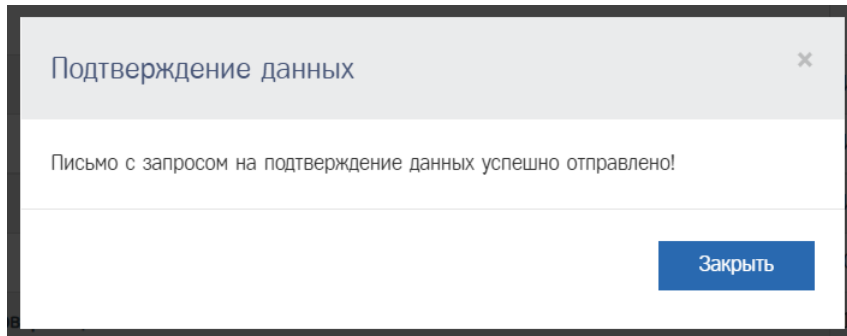 Подтверждение данных
×
Письмо с запросом на подтверждение данных успешно отправлено!
Закрыть